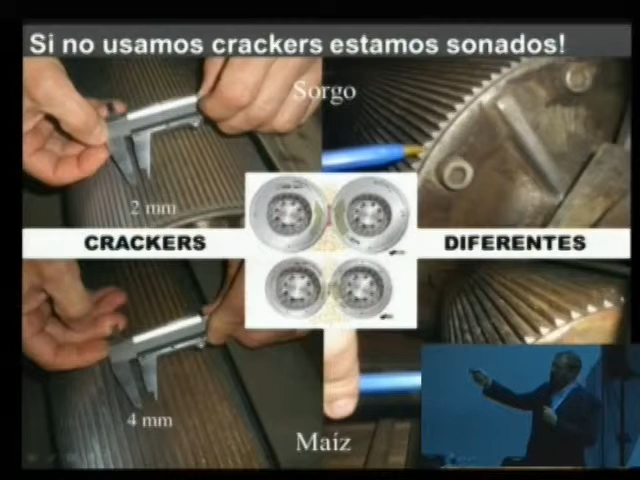 Si no usamos crackers estamos sonados!
Sorgo
2 mm
CRACKERS
DIFERENTES
4 mm
Maíz